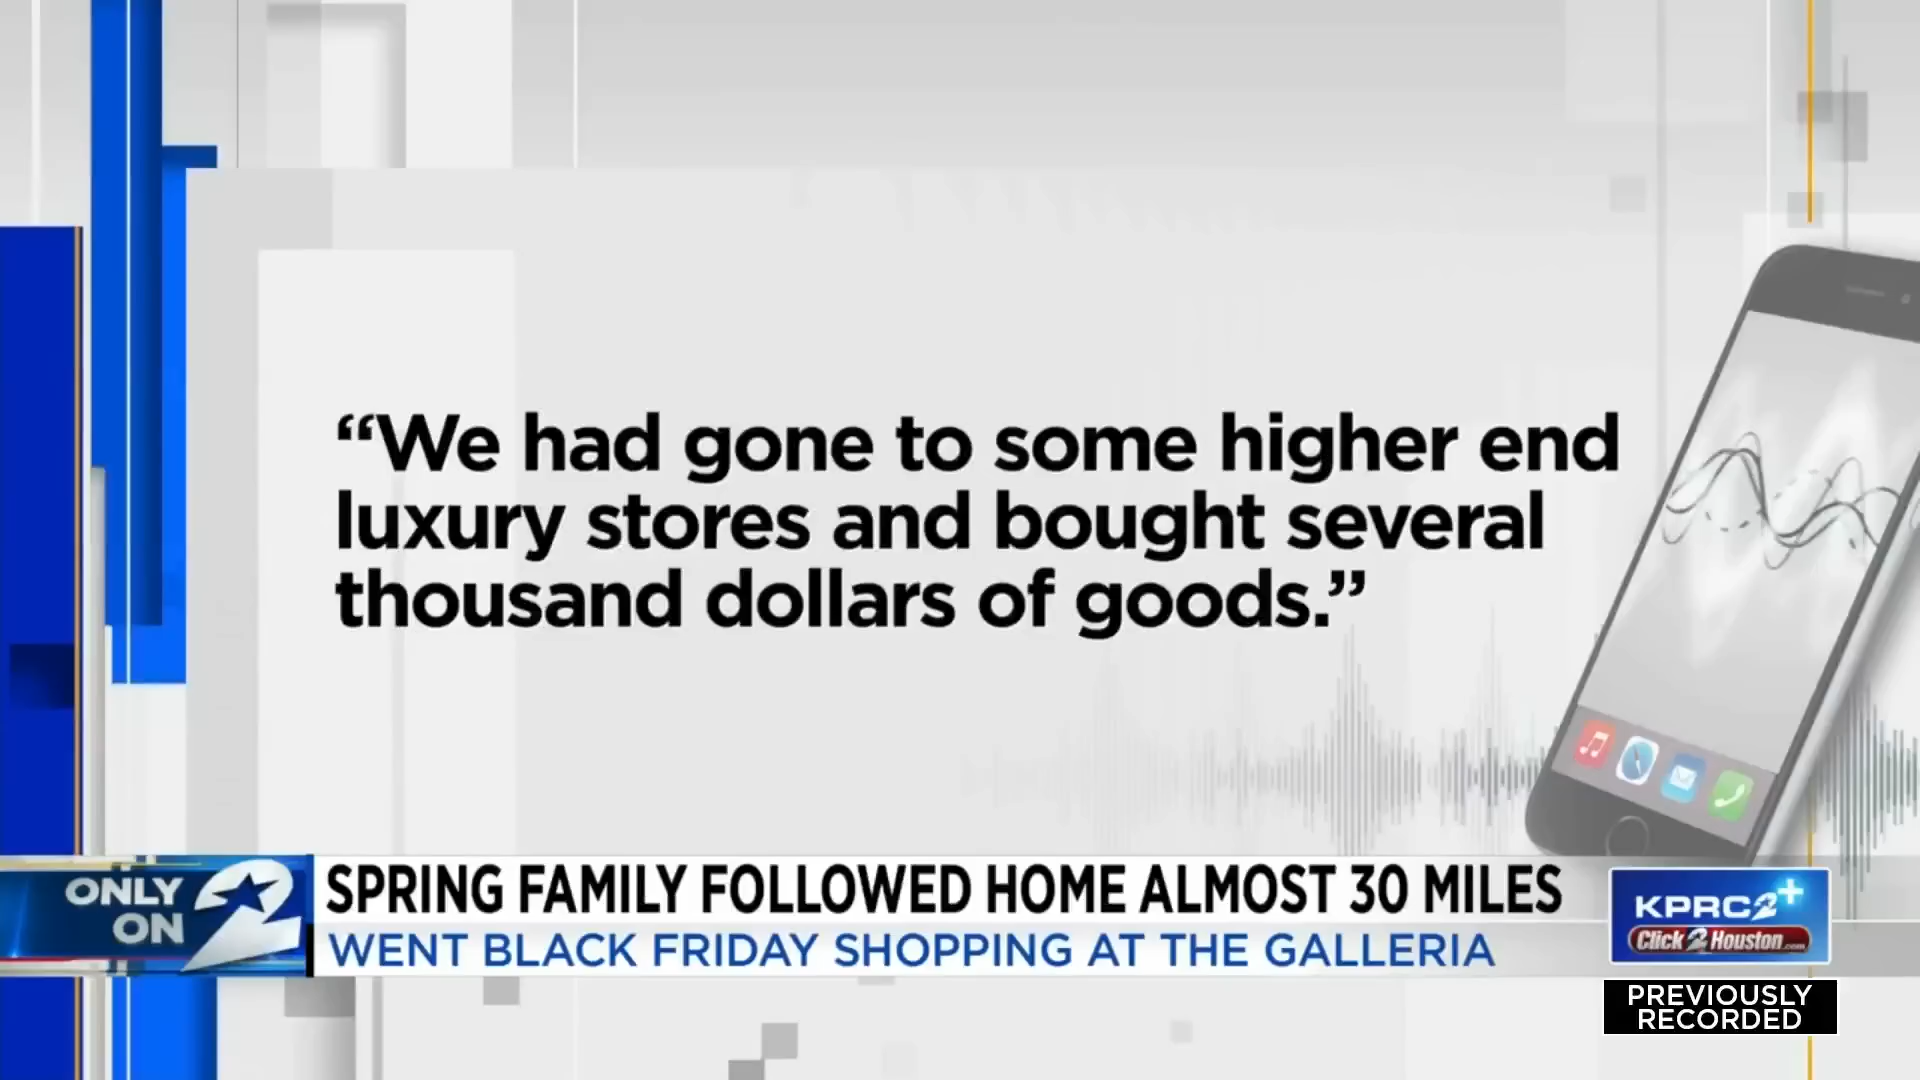 “We had gone to some higher end
luxury stores and bought several
thousand dollars of goods.”
ONLY
ON 2
SPRING FAMILY FOLLOWED HOME ALMOST 30 MILES
WENT BLACK FRIDAY SHOPPING AT THE GALLERIA
KPRC2+
Click2Houston.com
PREVIOUSLY
RECORDED